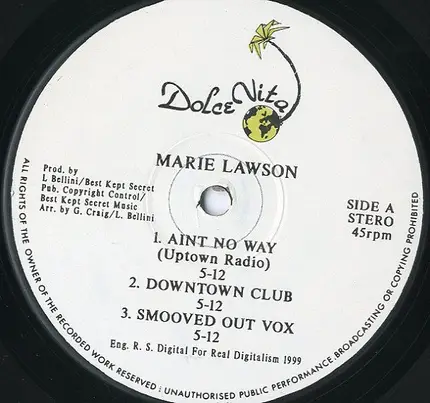 Dolce Vita
MARIE LAWSON
Prod. by
L Bellini/Best Kept Secret
Pub. Copyright Control/
Best Kept Secret Music
Arr. by G. Craig/L. Bellini
SIDE A
STERO
45rpm
1. AINT NO WAY
(Uptown Radio)
5-12
2. DOWNTOWN CLUB
5-12
3. SMOOVED OUT VOX
5-12
Eng. R. S. Digital For Real Digitalism 1999
ALL RIGHTS OF THE OWNER OF THE RECORDED WORK RESERVED : UNAUTHORISED PUBLIC PERFORMANCE, BROADCASTING OR COPYING PROHIBITED